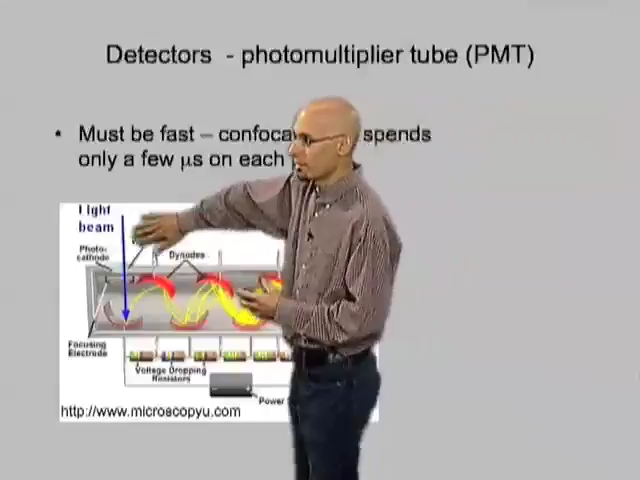 Detectors - photomultiplier tube (PMT)
• Must be fast – confoca spends
only a few μs on each
Light
beam
Photo-
cathode
Dynodes
Focusing
Electrode
Voltage Dropping
Resistors
Power
http://www.microscopyu.com